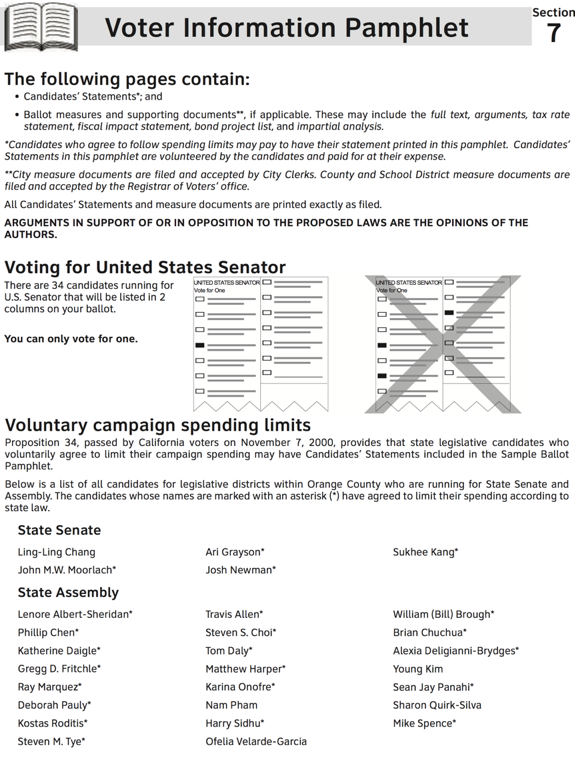 Voter Information Pamphlet
Section
7
The following pages contain:
• Candidates' Statements*; and
• Ballot measures and supporting documents**, if applicable. These may include the full text, arguments, tax rate
statement, fiscal impact statement, bond project list, and impartial analysis.
*Candidates who agree to follow spending limits may pay to have their statement printed in this pamphlet. Candidates'
Statements in this pamphlet are volunteered by the candidates and paid for at their expense.
**City measure documents are filed and accepted by City Clerks. County and School District measure documents are
filed and accepted by the Registrar of Voters' office.
All Candidates' Statements and measure documents are printed exactly as filed.
ARGUMENTS IN SUPPORT OF OR IN OPPOSITION TO THE PROPOSED LAWS ARE THE OPINIONS OF THE
AUTHORS.
Voting for United States Senator
There are 34 candidates running for
U.S. Senator that will be listed in 2
columns on your ballot.
You can only vote for one.
UNITED STATES SENATOR
Vote for One
UNITED STATES SENATOR
Vote for One
Voluntary campaign spending limits
Proposition 34, passed by California voters on November 7, 2000, provides that state legislative candidates who
voluntarily agree to limit their campaign spending may have Candidates' Statements included in the Sample Ballot
Pamphlet.
Below is a list of all candidates for legislative districts within Orange County who are running for State Senate and
Assembly. The candidates whose names are marked with an asterisk (*) have agreed to limit their spending according to
state law.
State Senate
Ling-Ling Chang
Ari Grayson*
Sukhee Kang*
John M.W. Moorlach*
Josh Newman*
State Assembly
Lenore Albert-Sheridan*
Travis Allen*
William (Bill) Brough*
Phillip Chen*
Steven S. Choi*
Brian Chuchua*
Katherine Daigle*
Tom Daly*
Alexia Deligianni-Brydges*
Gregg D. Fritchle*
Matthew Harper*
Young Kim
Ray Marquez*
Karina Onofre*
Sean Jay Panahi*
Deborah Pauly*
Nam Pham
Sharon Quirk-Silva
Kostas Roditis*
Harry Sidhu*
Mike Spence*
Steven M. Tye*
Ofelia Velarde-Garcia